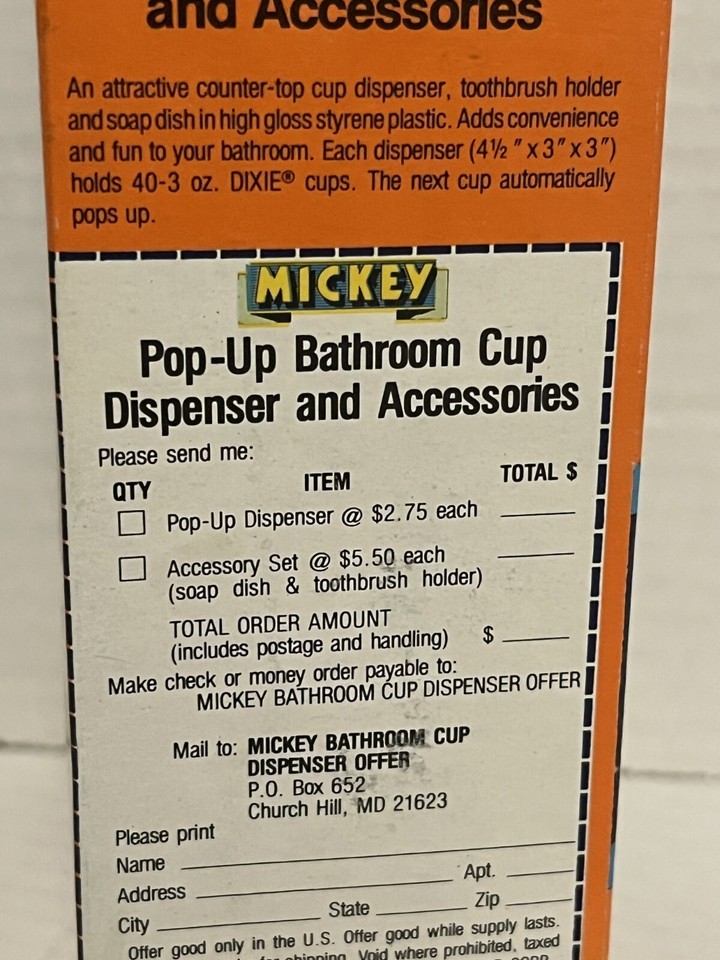 and Accessories
An attractive counter-top cup dispenser, toothbrush holder
and soap dish in high gloss styrene plastic. Adds convenience
and fun to your bathroom. Each dispenser (4½" x 3" x 3")
holds 40-3 oz. DIXIE® cups. The next cup automatically
pops up.
MICKEY
Pop-Up Bathroom Cup
Dispenser and Accessories
Please send me:
QTY ITEM TOTAL $
Pop-Up Dispenser @ $2.75 each
Accessory Set @ $5.50 each
(soap dish & toothbrush holder)
TOTAL ORDER AMOUNT
(includes postage and handling) $
Make check or money order payable to:
MICKEY BATHROOM CUP DISPENSER OFFER
Mail to: MICKEY BATHROOM CUP
DISPENSER OFFER
P.O. Box 652
Church Hill, MD 21623
Please print
Name
Address Apt.
City State Zip
Offer good only in the U.S. Offer good while supply lasts.
for shipping. Void where prohibited, taxed